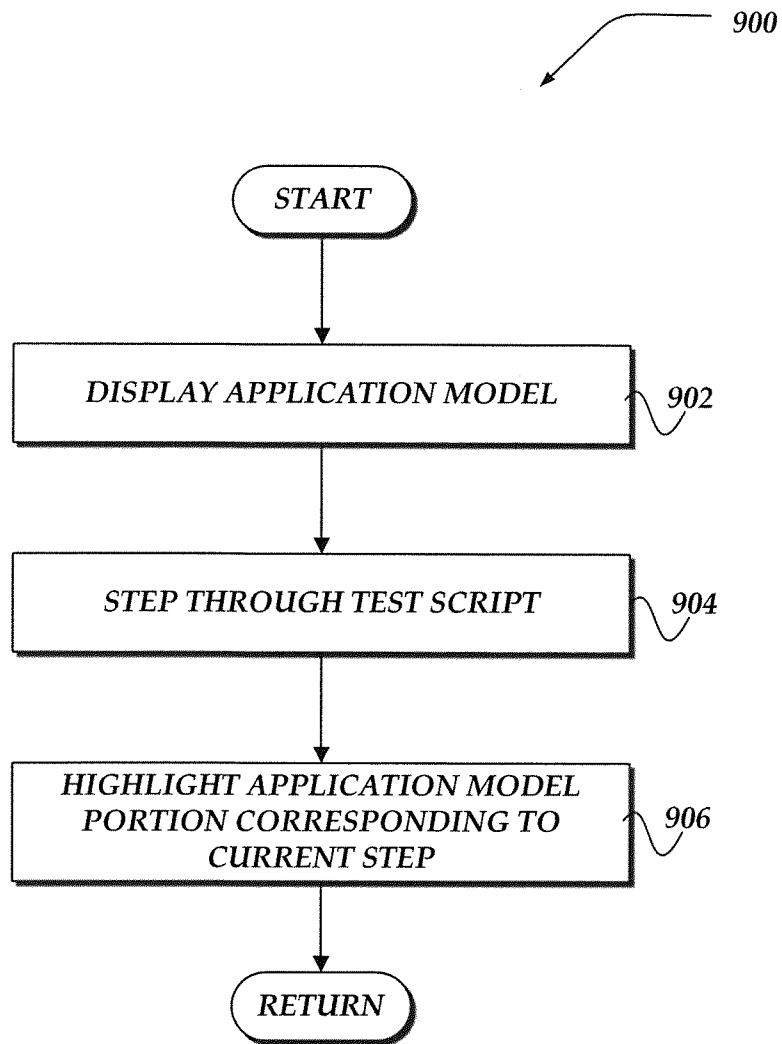 900
START
DISPLAY APPLICATION MODEL
902
STEP THROUGH TEST SCRIPT
904
HIGHLIGHT APPLICATION MODEL
PORTION CORRESPONDING TO
CURRENT STEP
906
RETURN